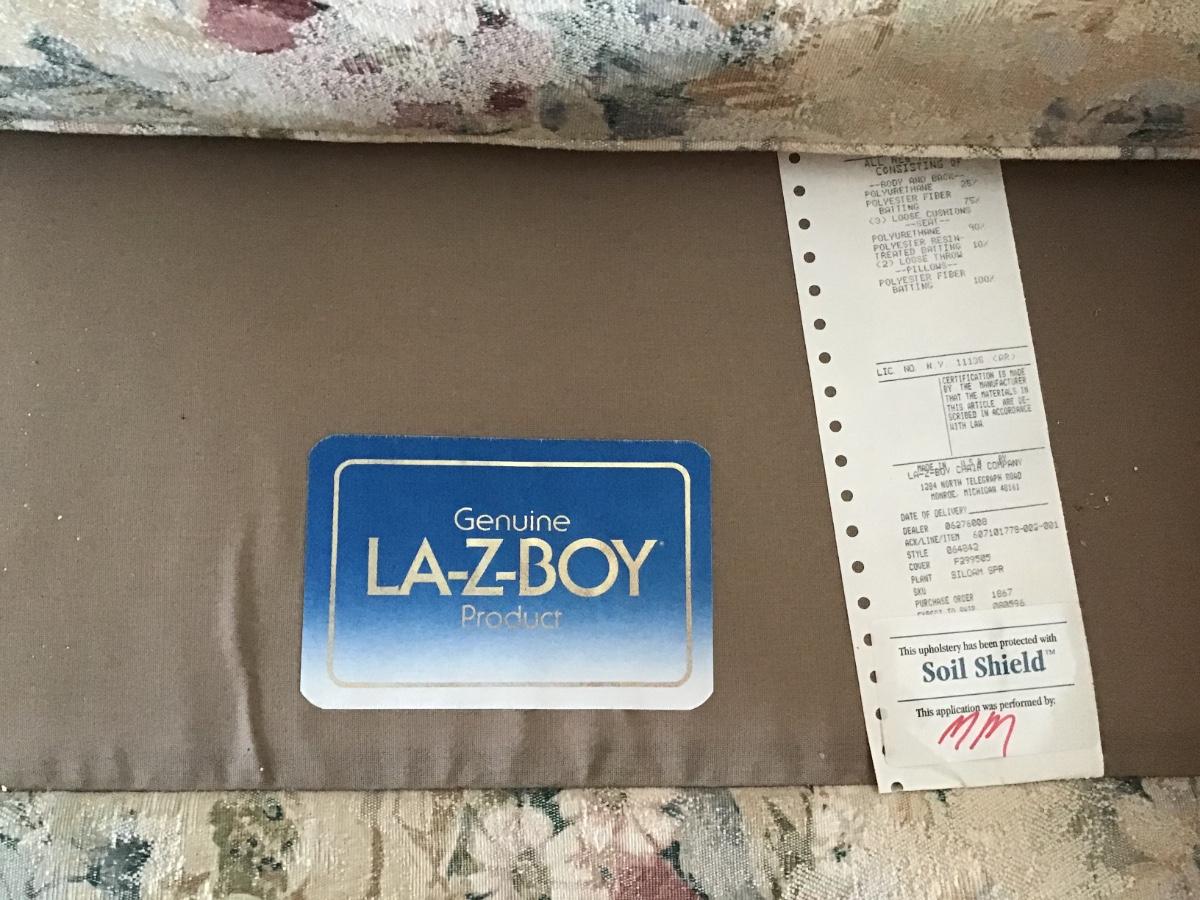 Genuine
LA-Z-BOY®
Product
CONSISTING OF
--BODY AND BACK--
POLYURETHANE 25%
POLYESTER FIBER
BATTING 75%
(3) LOOSE CUSHIONS
--SEAT--
POLYURETHANE 90%
POLYESTER RESIN-
TREATED BATTING 10%
(2) LOOSE THROW
--PILLOWS--
POLYESTER FIBER
BATTING 100%
LIC. NO. N.Y. 11136 (AR)
CERTIFICATION IS MADE
BY THE MANUFACTURER
THAT THE MATERIALS IN
THIS ARTICLE ARE DE-
SCRIBED IN ACCORDANCE
WITH LAW
MADE IN U.S.A. BY
LA-Z-BOY CHAIR COMPANY
1284 NORTH TELEGRAPH ROAD
MONROE, MICHIGAN 48161
DATE OF DELIVERY
DEALER 06276008
ACK/LINE/ITEM 607101778-002-001
STYLE 064842
COVER F299505
PLANT SILOAM SPR
SKU
PURCHASE ORDER 1867
This upholstery has been protected with
Soil Shield™
This application was performed by:
MM